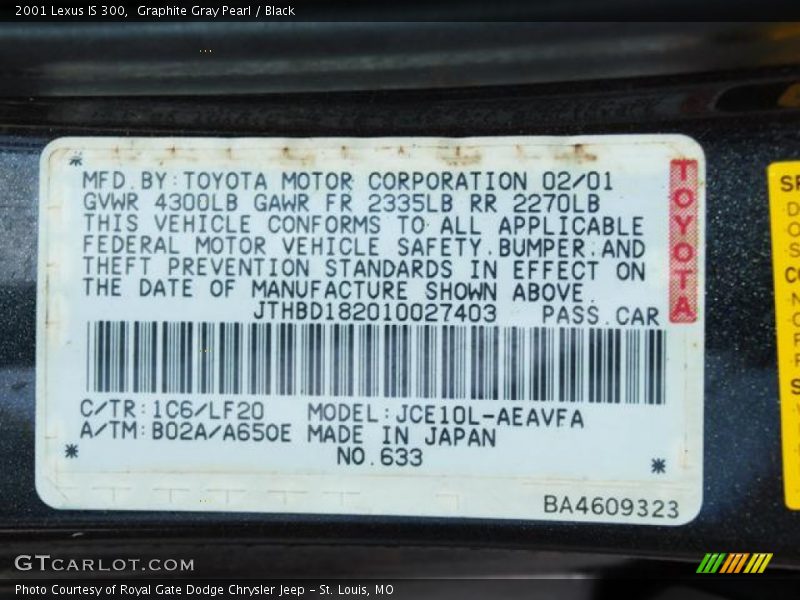 2001 Lexus IS 300, Graphite Gray Pearl / Black
MFD. BY: TOYOTA MOTOR CORPORATION 02/01
GVWR 4300LB GAWR FR 2335LB RR 2270LB
THIS VEHICLE CONFORMS TO ALL APPLICABLE
FEDERAL MOTOR VEHICLE SAFETY.BUMPER.AND
THEFT PREVENTION STANDARDS IN EFFECT ON
THE DATE OF MANUFACTURE SHOWN ABOVE.
JTHBD182010027403 PASS.CAR
TOYOTA
C/TR:1C6/LF20 MODEL:JCE10L-AEAVFA
A/TM:B02A/A650E MADE IN JAPAN
NO.633
BA4609323
GTCARLOT.COM
Photo Courtesy of Royal Gate Dodge Chrysler Jeep - St. Louis, MO